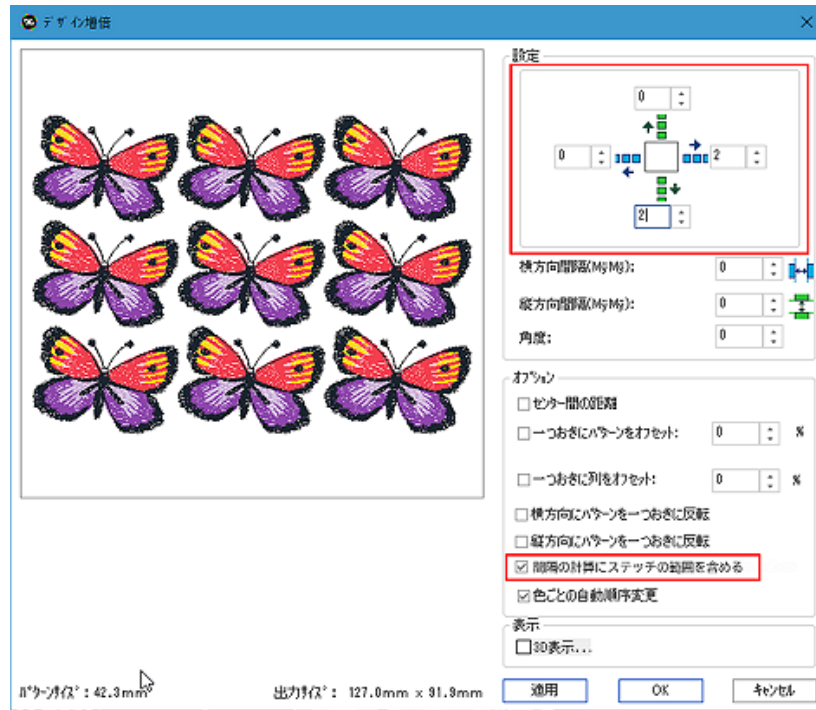 デザイン増倍
設定
0
0
2
2
横方向間隔(MyMg):
0
縦方向間隔(MyMg):
0
角度:
0
オプション
センター間の距離
一つおきにパターンをオフセット:
0
%
一つおきに列をオフセット:
0
%
横方向にパターンを一つおきに反転
縦方向にパターンを一つおきに反転
間隔の計算にステッチの範囲を含める
色ごとの自動順序変更
表示
3D表示...
パターンサイズ: 42.3mm
出力サイズ: 127.0mm x 91.9mm
適用
OK
キャンセル